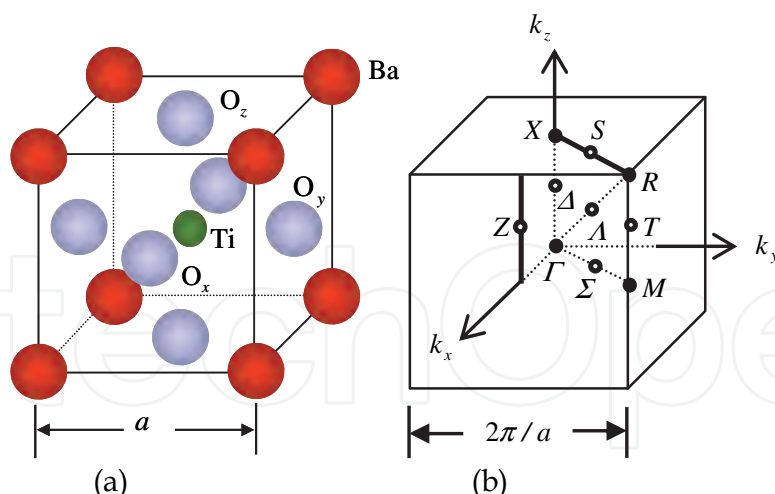 Ba
O_z
O_y
Ti
O_x
a
(a)
k_z
X
S
R
Δ
Z
Λ
T
Γ
k_y
Σ
M
k_x
2π/a
(b)